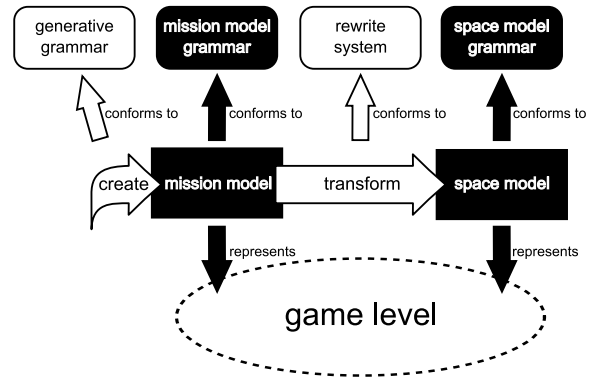 generative
grammar
mission model
grammar
rewrite
system
space model
grammar
conforms to
conforms to
conforms to
conforms to
create
mission model
transform
space model
represents
represents
game level